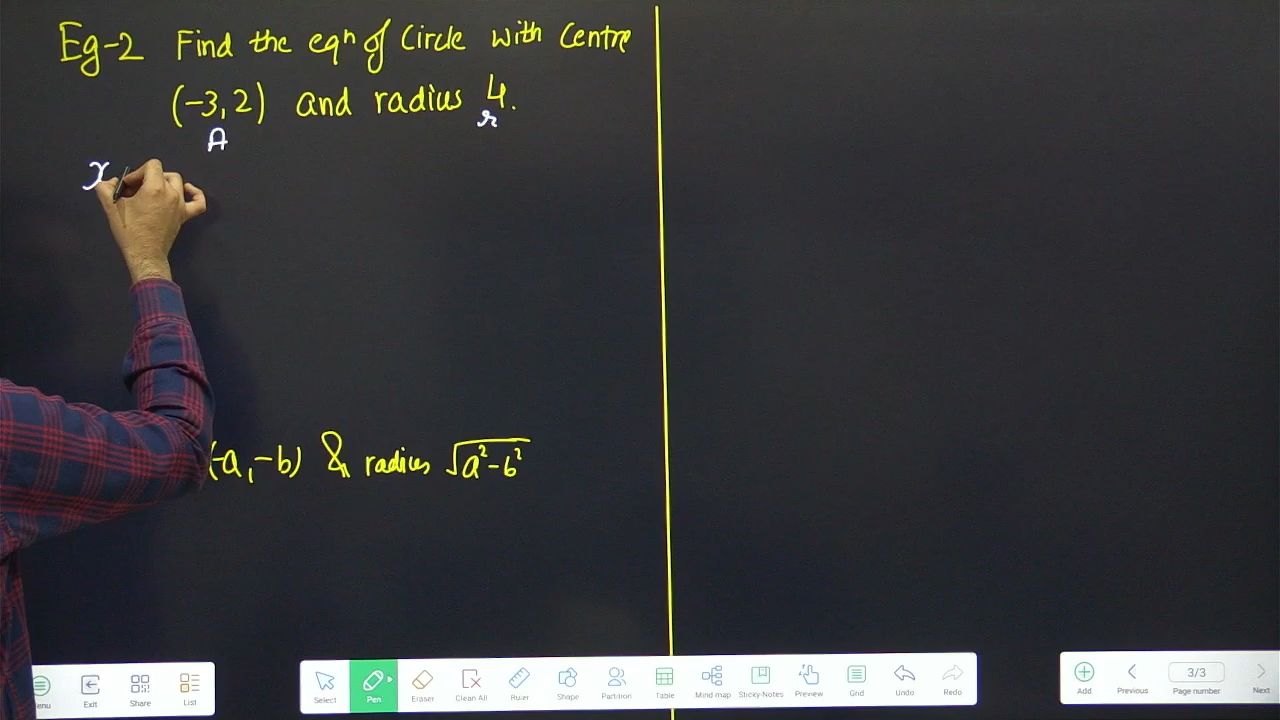 Eg-2 Find the eqn of Circle with Centre
(-3,2) and radius 4.
A r
x
(-a,-b) & radius √a²-b²
enu Exit Share List Select Pen Eraser Clean All Ruler Shape Partition Table Mind map Sticky-Notes Preview Grid Undo Redo Add Previous 3/3 Page number Next